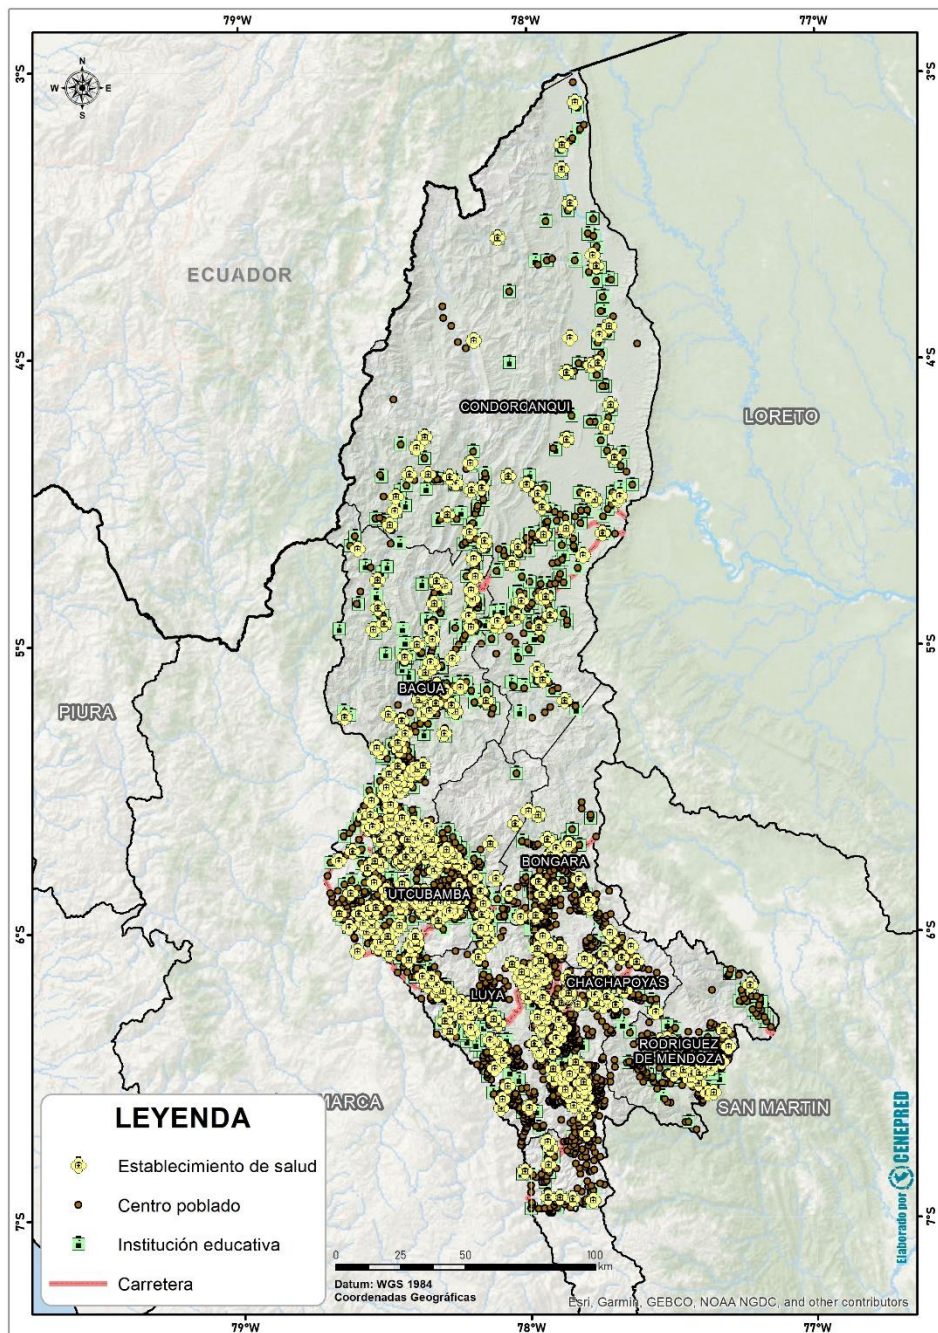 79°W
78°W
77°W
3°S
3°S
N
W
E
S
ECUADOR
4°S
4°S
CONDORCANQUI
LORETO
5°S
5°S
BAGUA
PIURA
BONGARA
UTCUBAMBA
6°S
6°S
CHACHAPOYAS
LUYA
RODRIGUEZ
DE MENDOZA
MARCA
SAN MARTIN
LEYENDA
Establecimiento de salud
Centro poblado
Institución educativa
Carretera
7°S
7°S
0 25 50 100
km
Datum: WGS 1984
Coordenadas Geográficas
Esri, Garmin, GEBCO, NOAA NGDC, and other contributors
Elaborado por CENEPRED
79°W
78°W
77°W